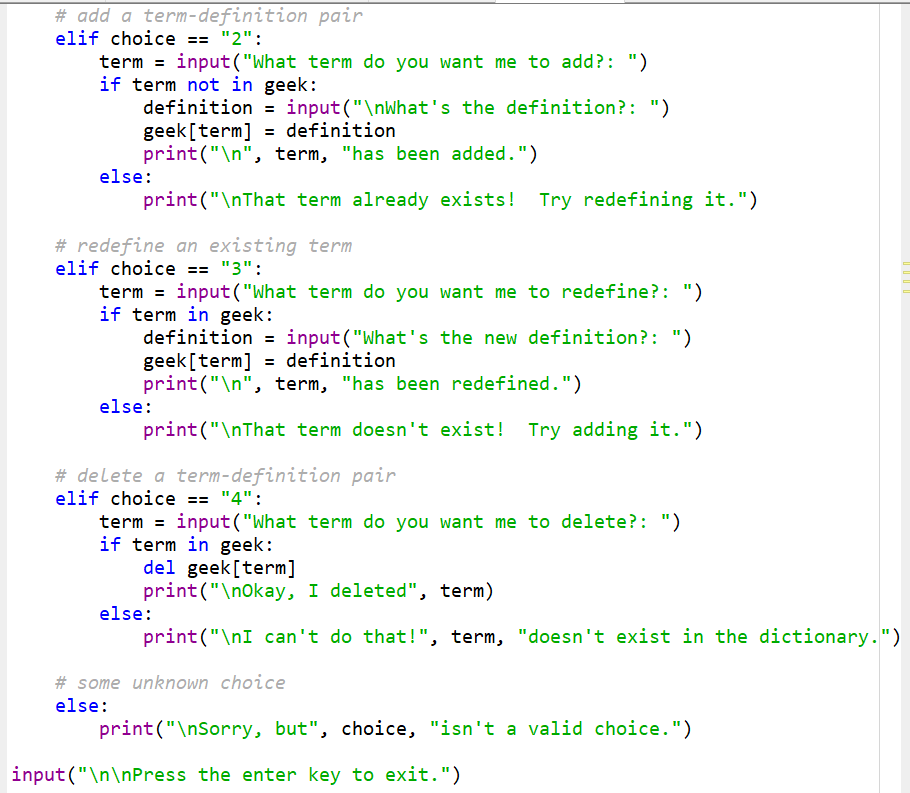 # add a term-definition pair
elif choice == "2":
term = input("What term do you want me to add?: ")
if term not in geek:
definition = input("\nWhat's the definition?: ")
geek[term] = definition
print("\n", term, "has been added.")
else:
print("\nThat term already exists!  Try redefining it.")
# redefine an existing term
elif choice == "3":
term = input("What term do you want me to redefine?: ")
if term in geek:
definition = input("What's the new definition?: ")
geek[term] = definition
print("\n", term, "has been redefined.")
else:
print("\nThat term doesn't exist!  Try adding it.")
# delete a term-definition pair
elif choice == "4":
term = input("What term do you want me to delete?: ")
if term in geek:
del geek[term]
print("\nOkay, I deleted", term)
else:
print("\nI can't do that!", term, "doesn't exist in the dictionary.")
# some unknown choice
else:
print("\nSorry, but", choice, "isn't a valid choice.")
input("\n\nPress the enter key to exit.")